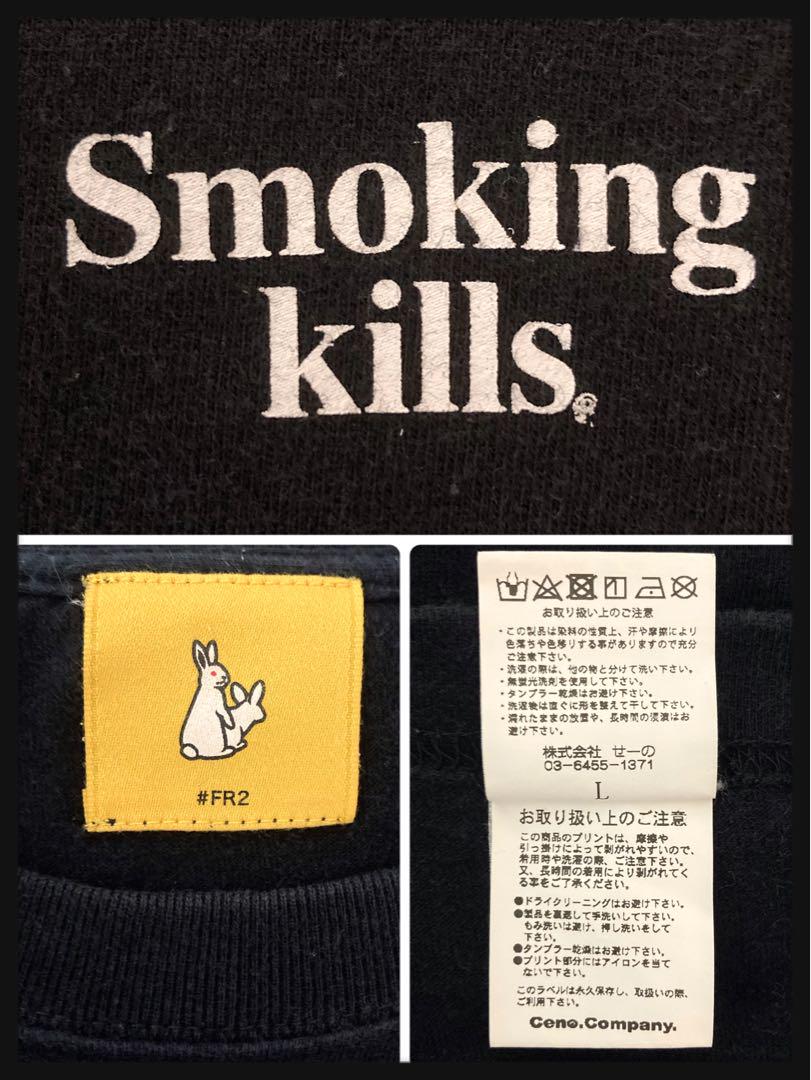 Smoking
kills
#FR2
お取り扱い上のご注意
・この製品は染料の性質上、汗や摩擦により
色落ちや色移りする事がありますので充分
ご注意下さい。
・洗濯の際は、他の物と分けて洗い下さい。
・無蛍光洗剤を使用して下さい。
・タンブラー乾燥はお避け下さい。
・洗濯後は直ぐに形を整えて干して下さい。
・濡れたままの放置や、長時間の浸漬はお
避け下さい。
株式会社 せーの
03-6455-1371
L
お取り扱い上のご注意
この商品のプリントは、摩擦や
引っ掛けによって剥がれやすいので、
着用時や洗濯の際、ご注意下さい。
又、長時間の着用により剥がれてく
る事をご了承ください。
●ドライクリーニングはお避け下さい。
●製品を裏返して手洗いして下さい。
もみ洗いは避け、押し洗いをして
下さい。
●タンブラー乾燥はお避け下さい。
●プリント部分にはアイロンを当て
ないで下さい。
このラベルは永久保存し、取扱いの際、
ご利用下さい。
Ceno.Company.